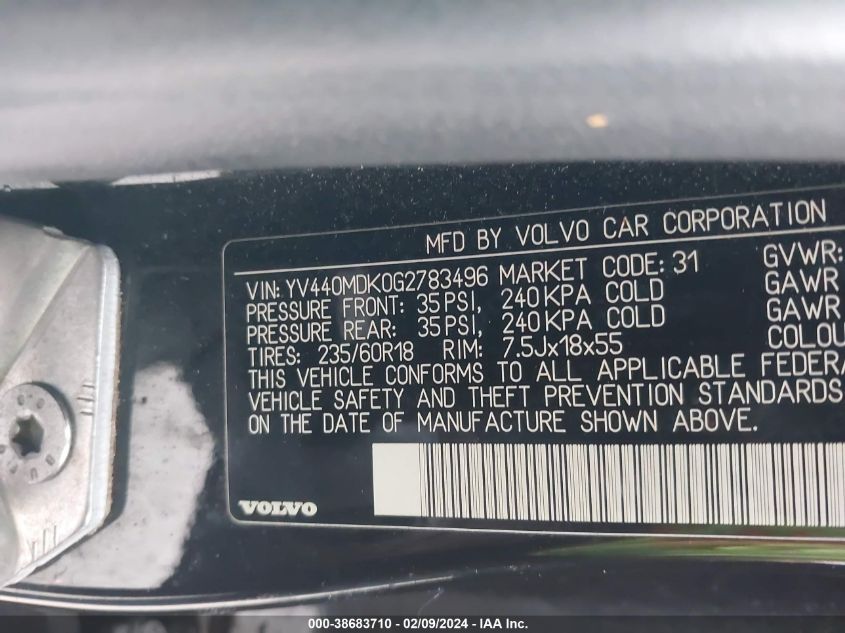 MFD BY VOLVO CAR CORPORATION
VIN: YV440MDK0G2783496 MARKET CODE: 31 GVWR:
PRESSURE FRONT: 35 PSI, 240 KPA COLD GAWR
PRESSURE REAR: 35 PSI, 240 KPA COLD GAWR
TIRES: 235/60R18 RIM: 7.5Jx18x55 COLOU
THIS VEHICLE CONFORMS TO ALL APPLICABLE FEDERA
VEHICLE SAFETY AND THEFT PREVENTION STANDARDS
ON THE DATE OF MANUFACTURE SHOWN ABOVE.
VOLVO
000-38683710 - 02/09/2024 - IAA Inc.